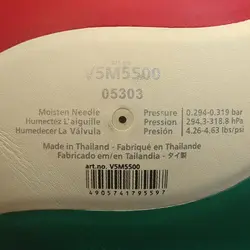 V5M5500
05303
Moisten Needle Pressure 0.294-0.319 bar
Humectez L'aiguille Pression 294.3-318.8 hPa
Humedecer La Válvula Presión 4.26-4.63 lbs/psi)
Made in Thailand - Fabriqué en Thailande
Fabricado em/en Tailandia - タイ製
art.no. V5M5500
4905741795597